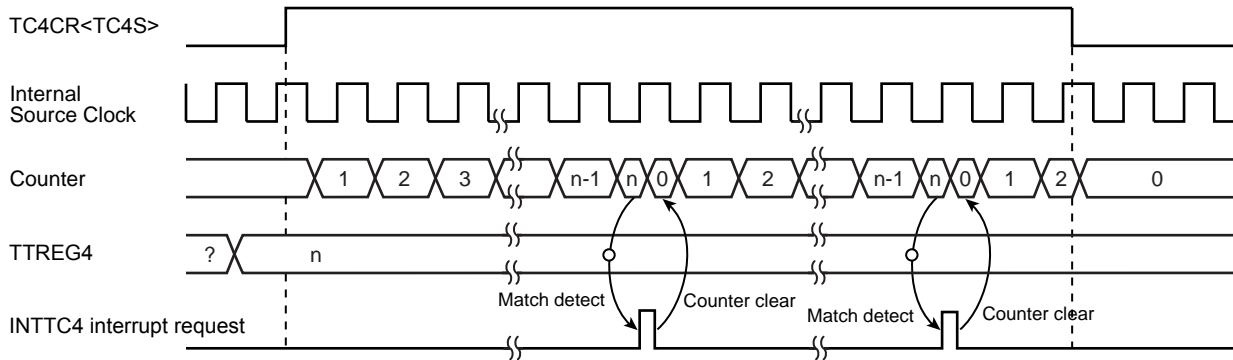 TC4CR<TC4S>
Internal
Source Clock
Counter
1 2 3 n-1 n 0 1 2 n-1 n 0 1 2 0
TTREG4
? n
Match detect Counter clear Match detect Counter clear
INTTC4 interrupt request